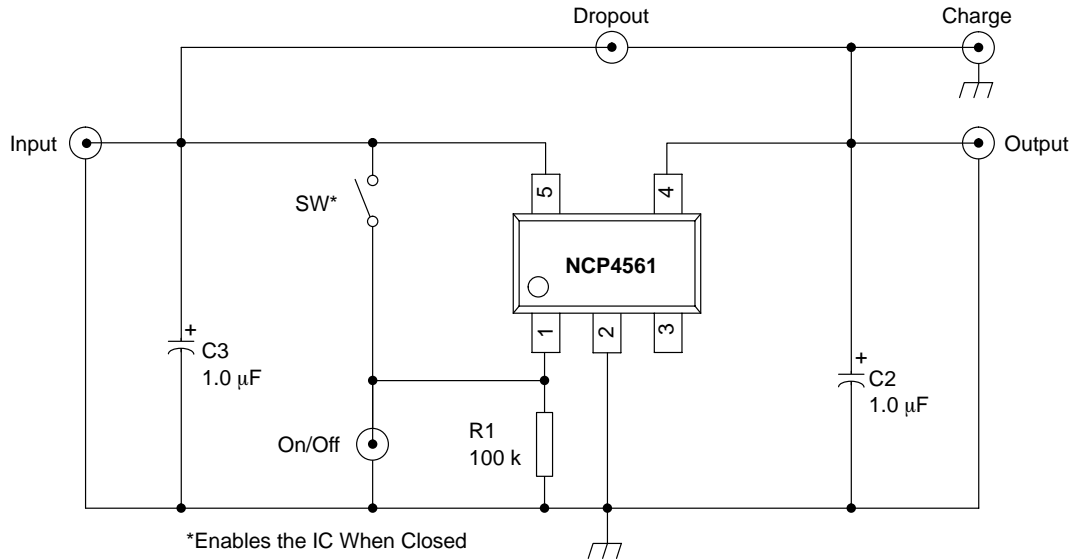 Dropout
Charge
Input
Output
SW*
5
4
NCP4561
1
2
3
+
C3
1.0 μF
+
C2
1.0 μF
On/Off
R1
100 k
*Enables the IC When Closed